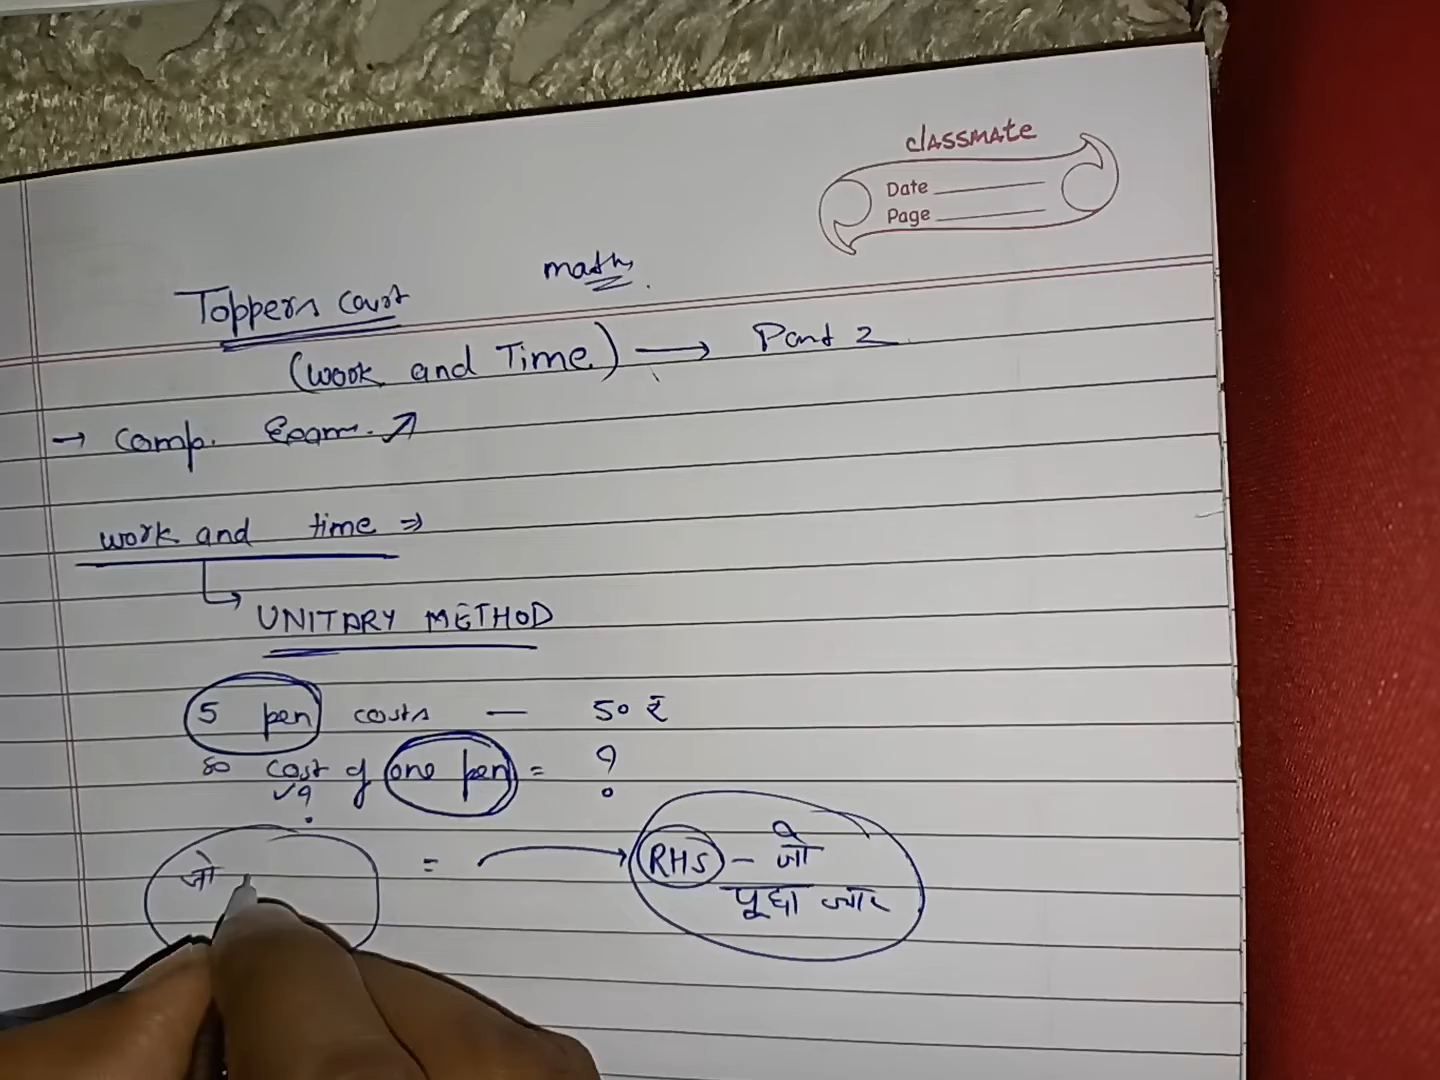 classmate
Date
Page
math
Toppers Court
(Work and Time) → Part 2
→ Comp. Exam. ↗
work and time ⇒
UNITARY METHOD
5 pen costs — 50 ₹
so cost of one pen = ?
?
जो = → RHS – जो
पूछा जाए